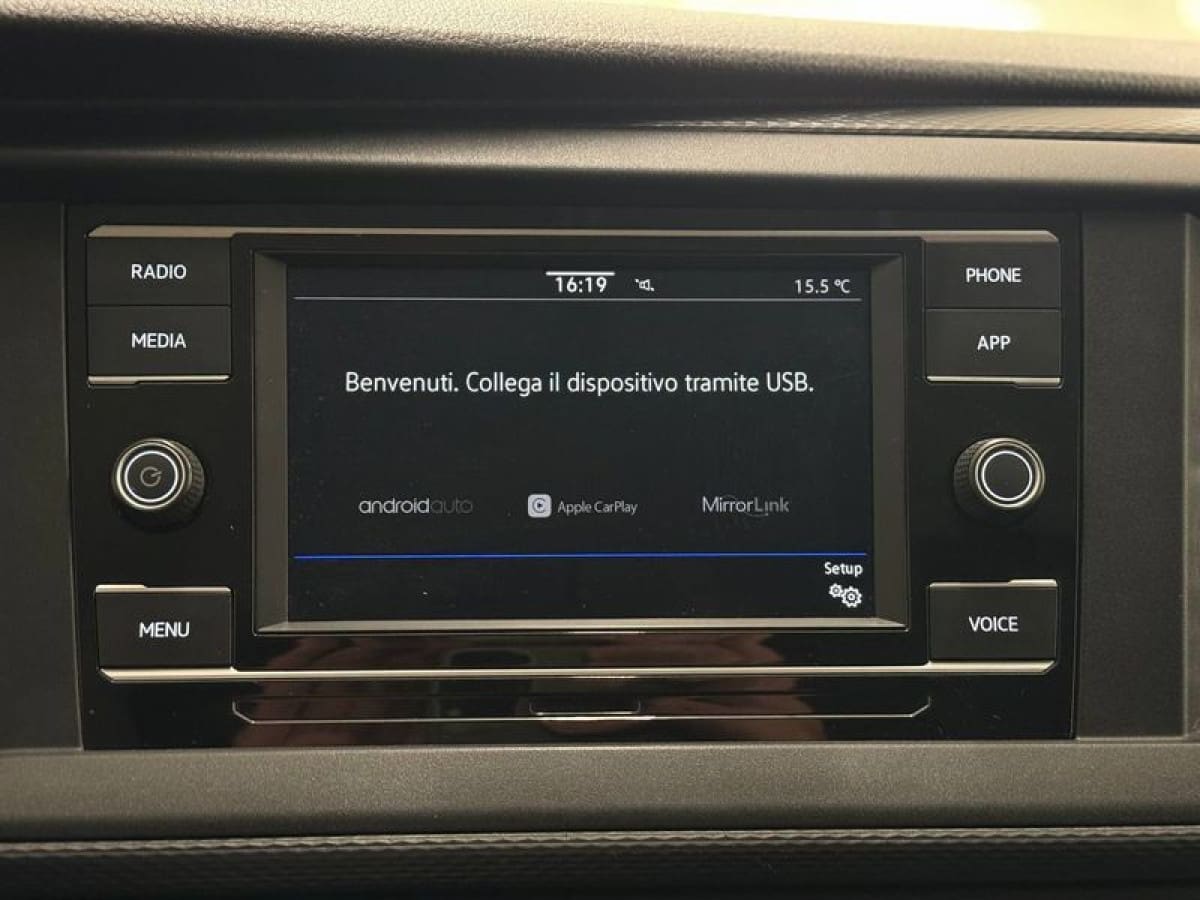 RADIO
MEDIA
MENU
16:19
15.5 °C
Benvenuti. Collega il dispositivo tramite USB.
androidauto
Apple CarPlay
MirrorLink
Setup
PHONE
APP
VOICE